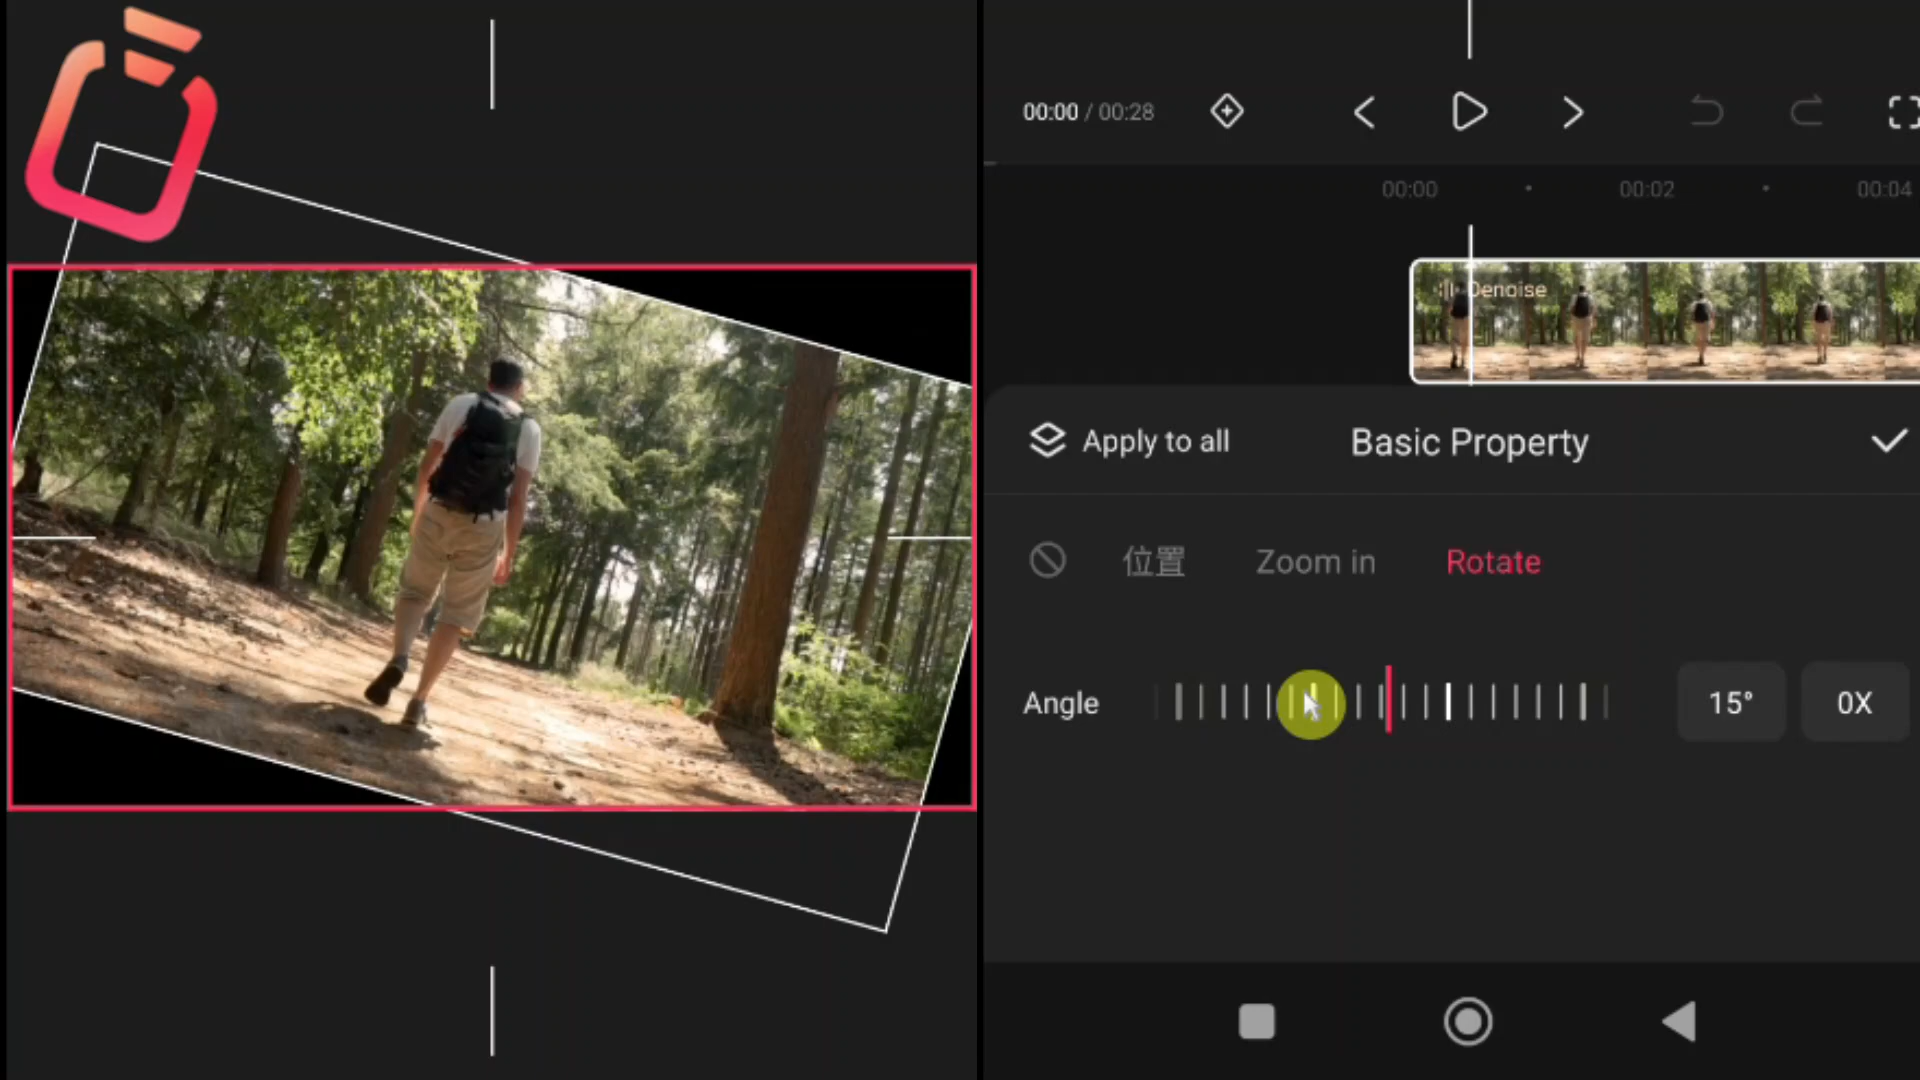 00:00 / 00:28
00:00 00:02 00:04
Denoise
Apply to all Basic Property
位置 Zoom in Rotate
Angle 15° 0X